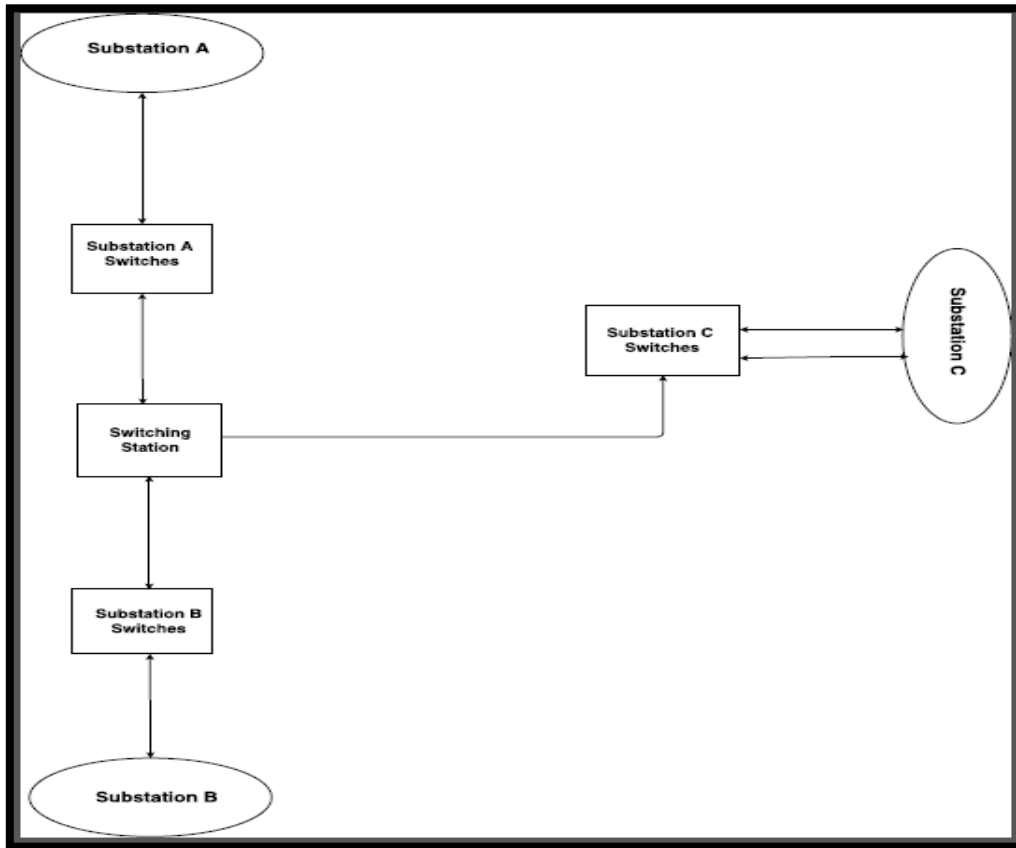 Substation A
Substation A
Switches
Substation C
Switches
Substation C
Switching
Station
Substation B
Switches
Substation B